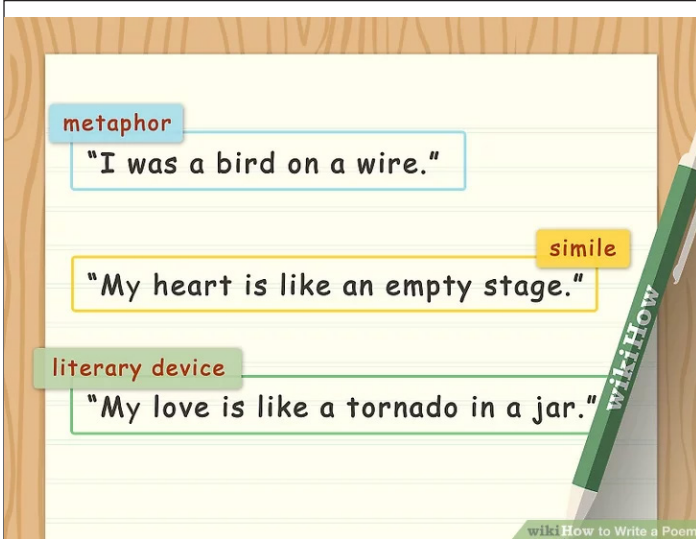 metaphor
"I was a bird on a wire."
simile
"My heart is like an empty stage."
literary device
"My love is like a tornado in a jar."
wikiHow
wikiHow to Write a Poem